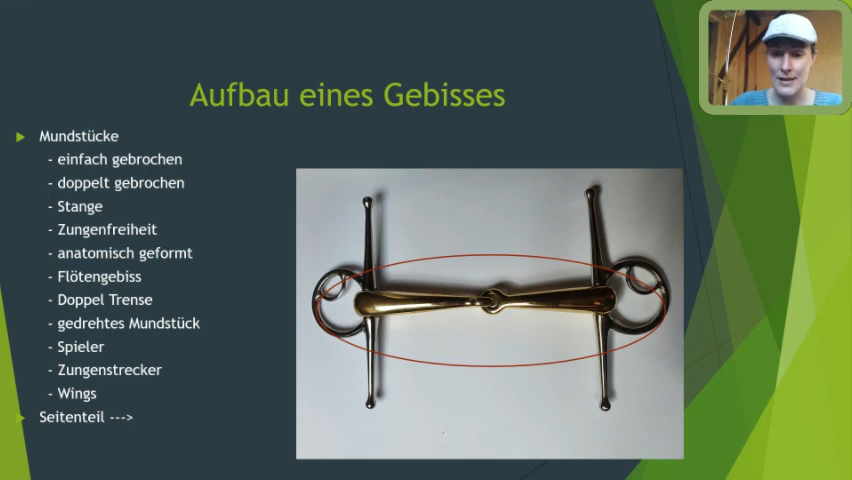 Aufbau eines Gebisses
Mundstücke
- einfach gebrochen
- doppelt gebrochen
- Stange
- Zungenfreiheit
- anatomisch geformt
- Flötengebiss
- Doppel Trense
- gedrehtes Mundstück
- Spieler
- Zungenstrecker
- Wings
Seitenteil --->